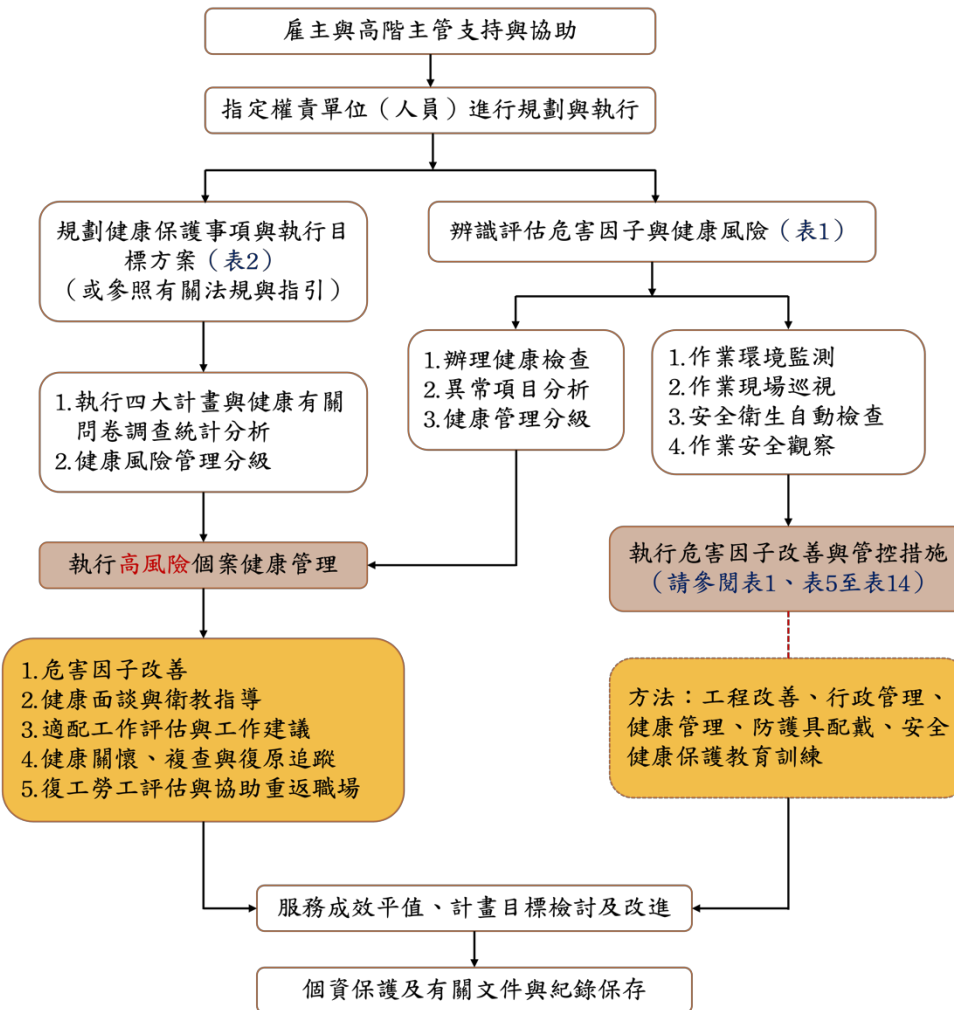 雇主與高階主管支持與協助
指定權責單位（人員）進行規劃與執行
規劃健康保護事項與執行目
標方案（表2）
（或參照有關法規與指引）
辨識評估危害因子與健康風險（表1）
1.執行四大計畫與健康有關
問卷調查統計分析
2.健康風險管理分級
1.辦理健康檢查
2.異常項目分析
3.健康管理分級
1.作業環境監測
2.作業現場巡視
3.安全衛生自動檢查
4.作業安全觀察
執行高風險個案健康管理
執行危害因子改善與管控措施
（請參閱表1、表5至表14）
1.危害因子改善
2.健康面談與衛教指導
3.適配工作評估與工作建議
4.健康關懷、複查與復原追蹤
5.復工勞工評估與協助重返職場
方法：工程改善、行政管理、
健康管理、防護具配戴、安全
健康保護教育訓練
服務成效平值、計畫目標檢討及改進
個資保護及有關文件與紀錄保存